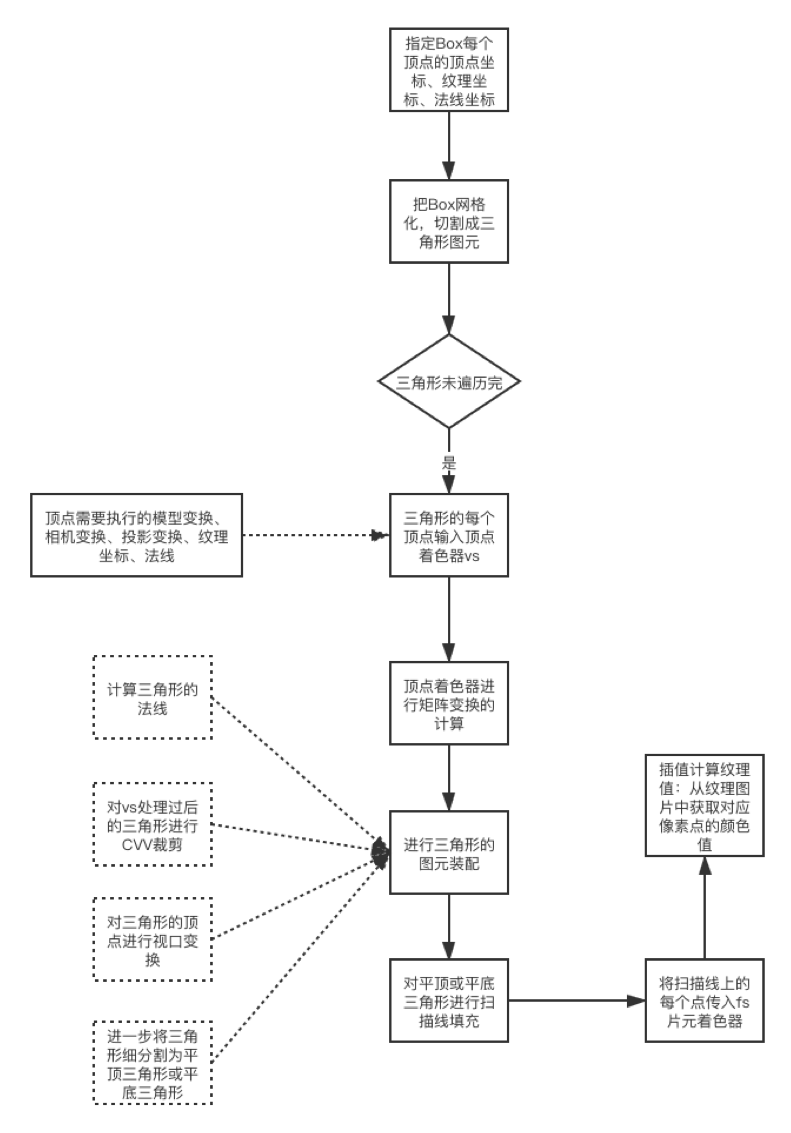 指定Box每个
顶点的顶点坐
标、纹理坐
标、法线坐标
把Box网格
化，切割成三
角形图元
三角形未遍历完
是
顶点需要执行的模型变换、
相机变换、投影变换、纹理
坐标、法线
三角形的每个
顶点输入顶点
着色器vs
计算三角形的
法线
顶点着色器进
行矩阵变换的
计算
对vs处理过后
的三角形进行
CVV裁剪
进行三角形的
图元装配
插值计算纹理
值：从纹理图
片中获取对应
像素点的颜色
值
对三角形的顶
点进行视口变
换
对平顶或平底
三角形进行扫
描线填充
将扫描线上的
每个点传入fs
片元着色器
进一步将三角
形细分割为平
顶三角形或平
底三角形